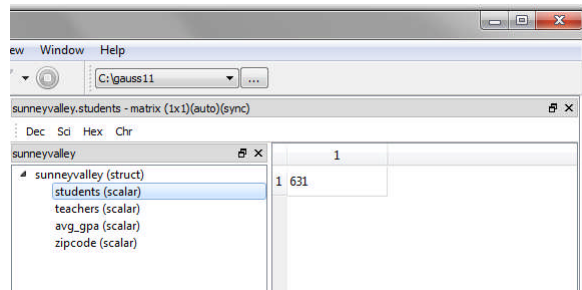 ew Window Help
C:\gauss11 ...
sunneyvalley.students - matrix (1x1)(auto)(sync)
Dec Sci Hex Chr
sunneyvalley
1
sunneyvalley (struct)
1 631
students (scalar)
teachers (scalar)
avg_gpa (scalar)
zipcode (scalar)